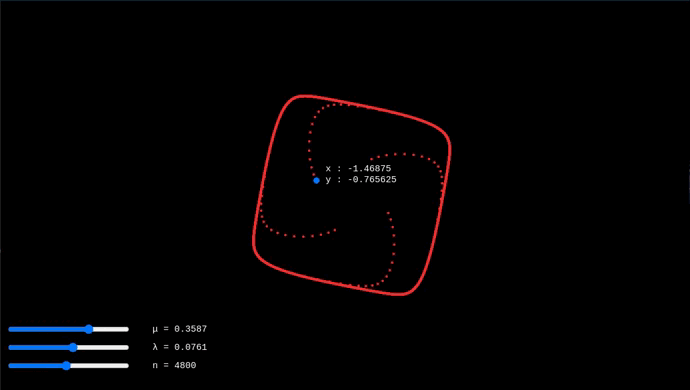 x : -1.46875
y : -0.765625
μ = 0.3587
λ = 0.0761
n = 4800